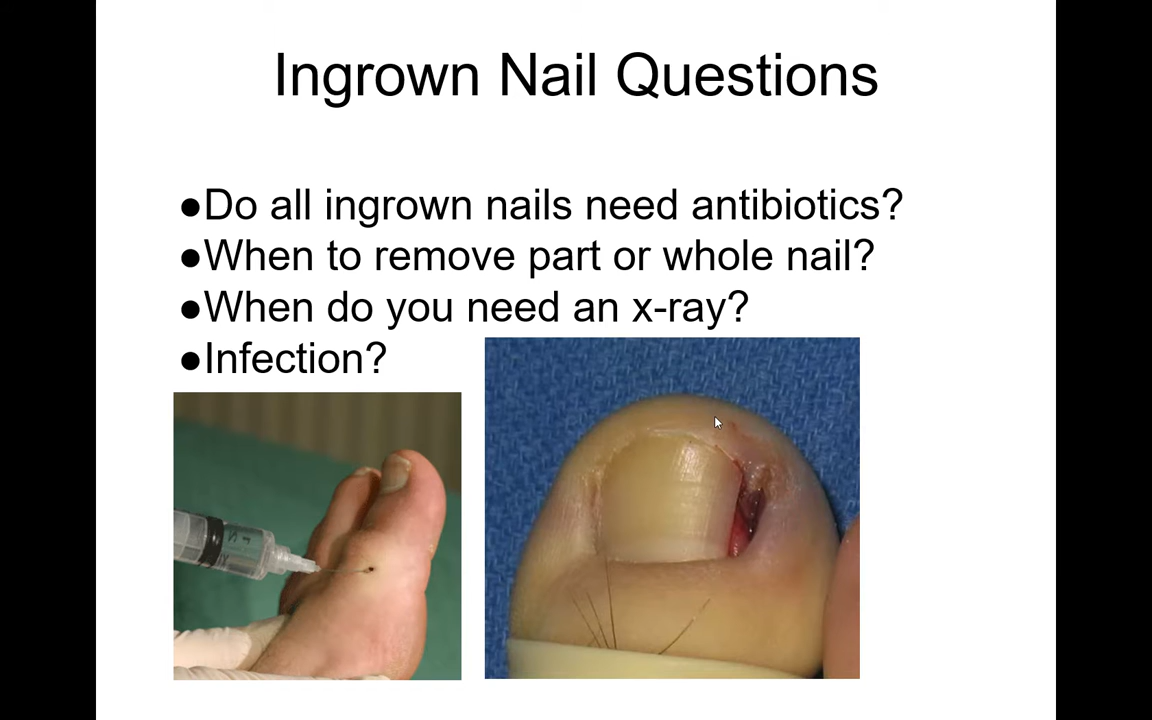 Ingrown Nail Questions
●Do all ingrown nails need antibiotics?
●When to remove part or whole nail?
●When do you need an x-ray?
●Infection?